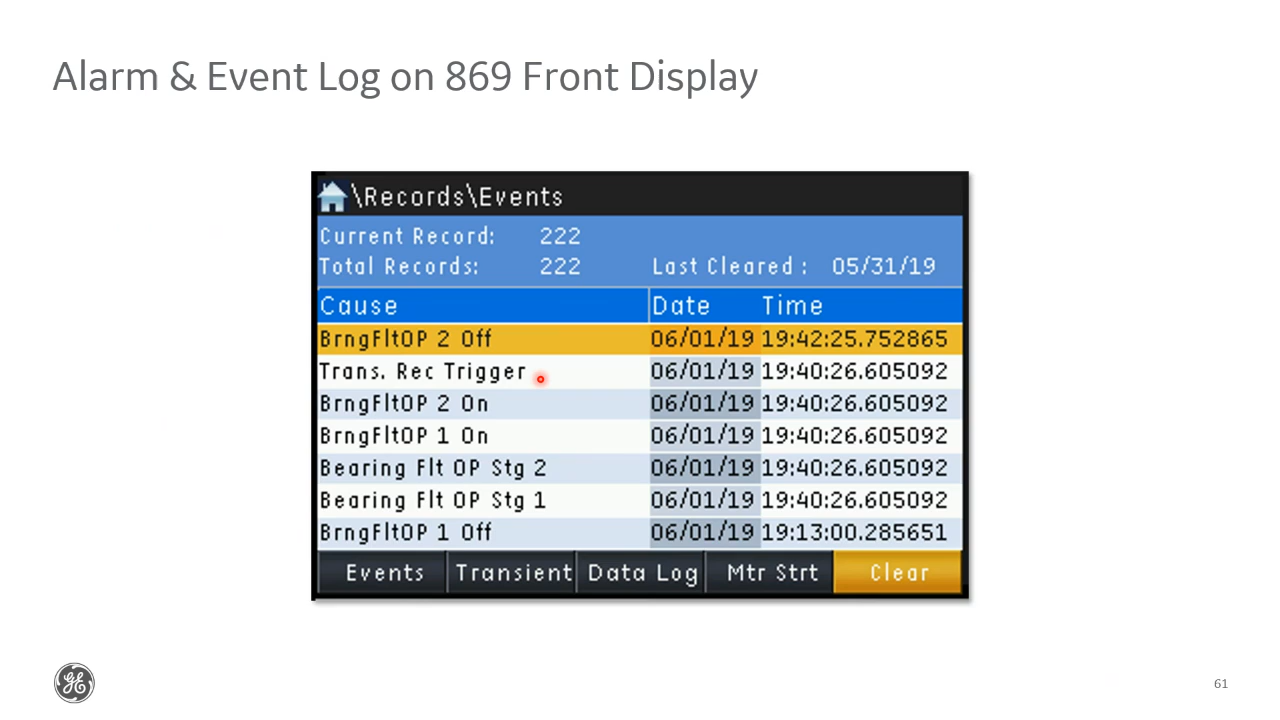 Alarm & Event Log on 869 Front Display
\Records\Events
Current Record: 222
Total Records: 222 Last Cleared : 05/31/19
Cause Date Time
BrngFltOP 2 Off 06/01/19 19:42:25.752865
Trans. Rec Trigger 06/01/19 19:40:26.605092
BrngFltOP 2 On 06/01/19 19:40:26.605092
BrngFltOP 1 On 06/01/19 19:40:26.605092
Bearing Flt OP Stg 2 06/01/19 19:40:26.605092
Bearing Flt OP Stg 1 06/01/19 19:40:26.605092
BrngFltOP 1 Off 06/01/19 19:13:00.285651
Events Transient Data Log Mtr Strt Clear
GE 61